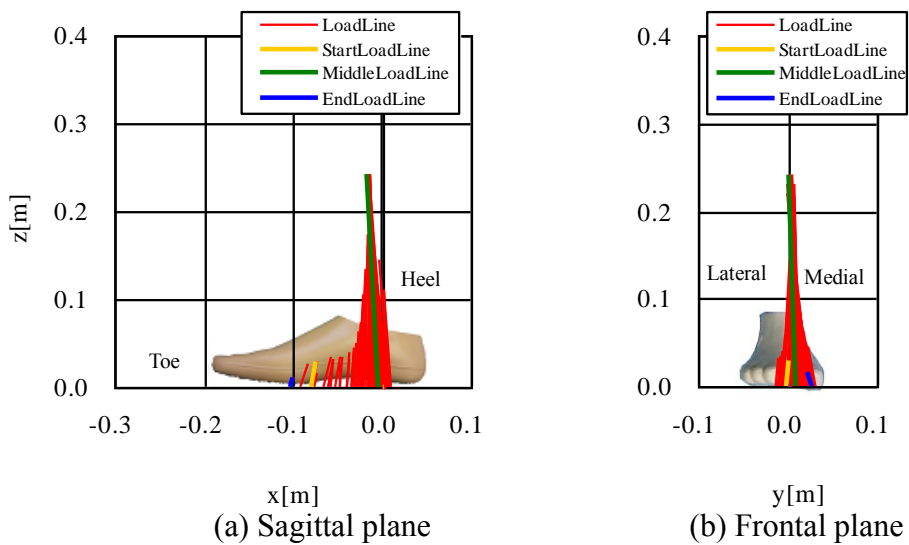 LoadLine
StartLoadLine
MiddleLoadLine
EndLoadLine
0.4
0.3
0.2
0.1
0.0
z[m]
Heel
Toe
-0.3
-0.2
-0.1
0.0
0.1
x[m]
(a) Sagittal plane
LoadLine
StartLoadLine
MiddleLoadLine
EndLoadLine
0.4
0.3
0.2
0.1
0.0
Lateral
Medial
-0.1
0.0
0.1
y[m]
(b) Frontal plane